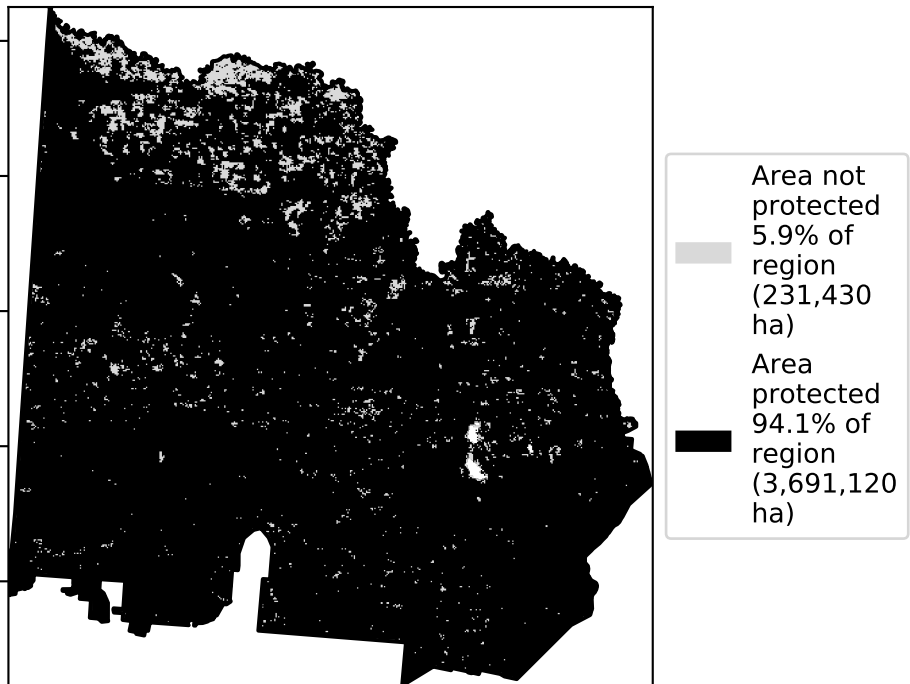 Area not
protected
5.9% of
region
(231,430
ha)
Area
protected
94.1% of
region
(3,691,120
ha)